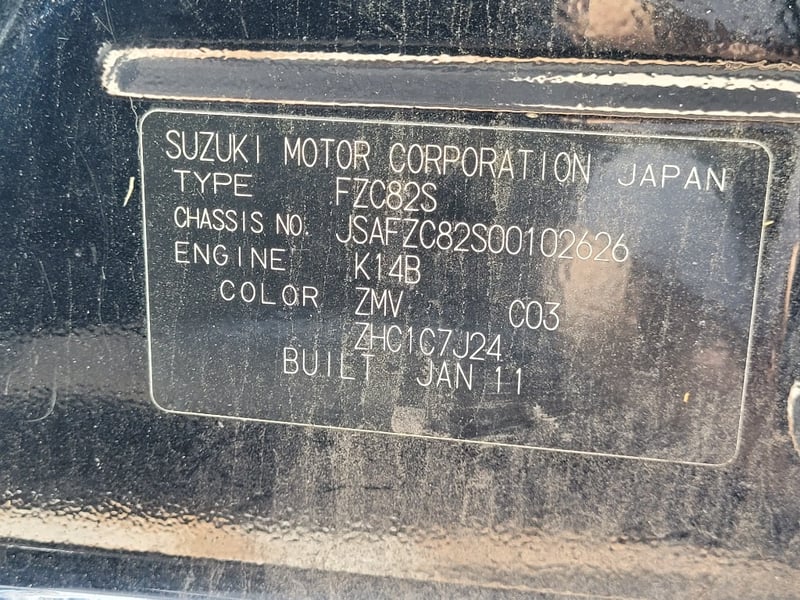 SUZUKI MOTOR CORPORATION JAPAN
TYPE FZC82S
CHASSIS NO. JSAFZC82S00102626
ENGINE K14B
COLOR ZMV C03
ZHC1C7J24
BUILT JAN 11